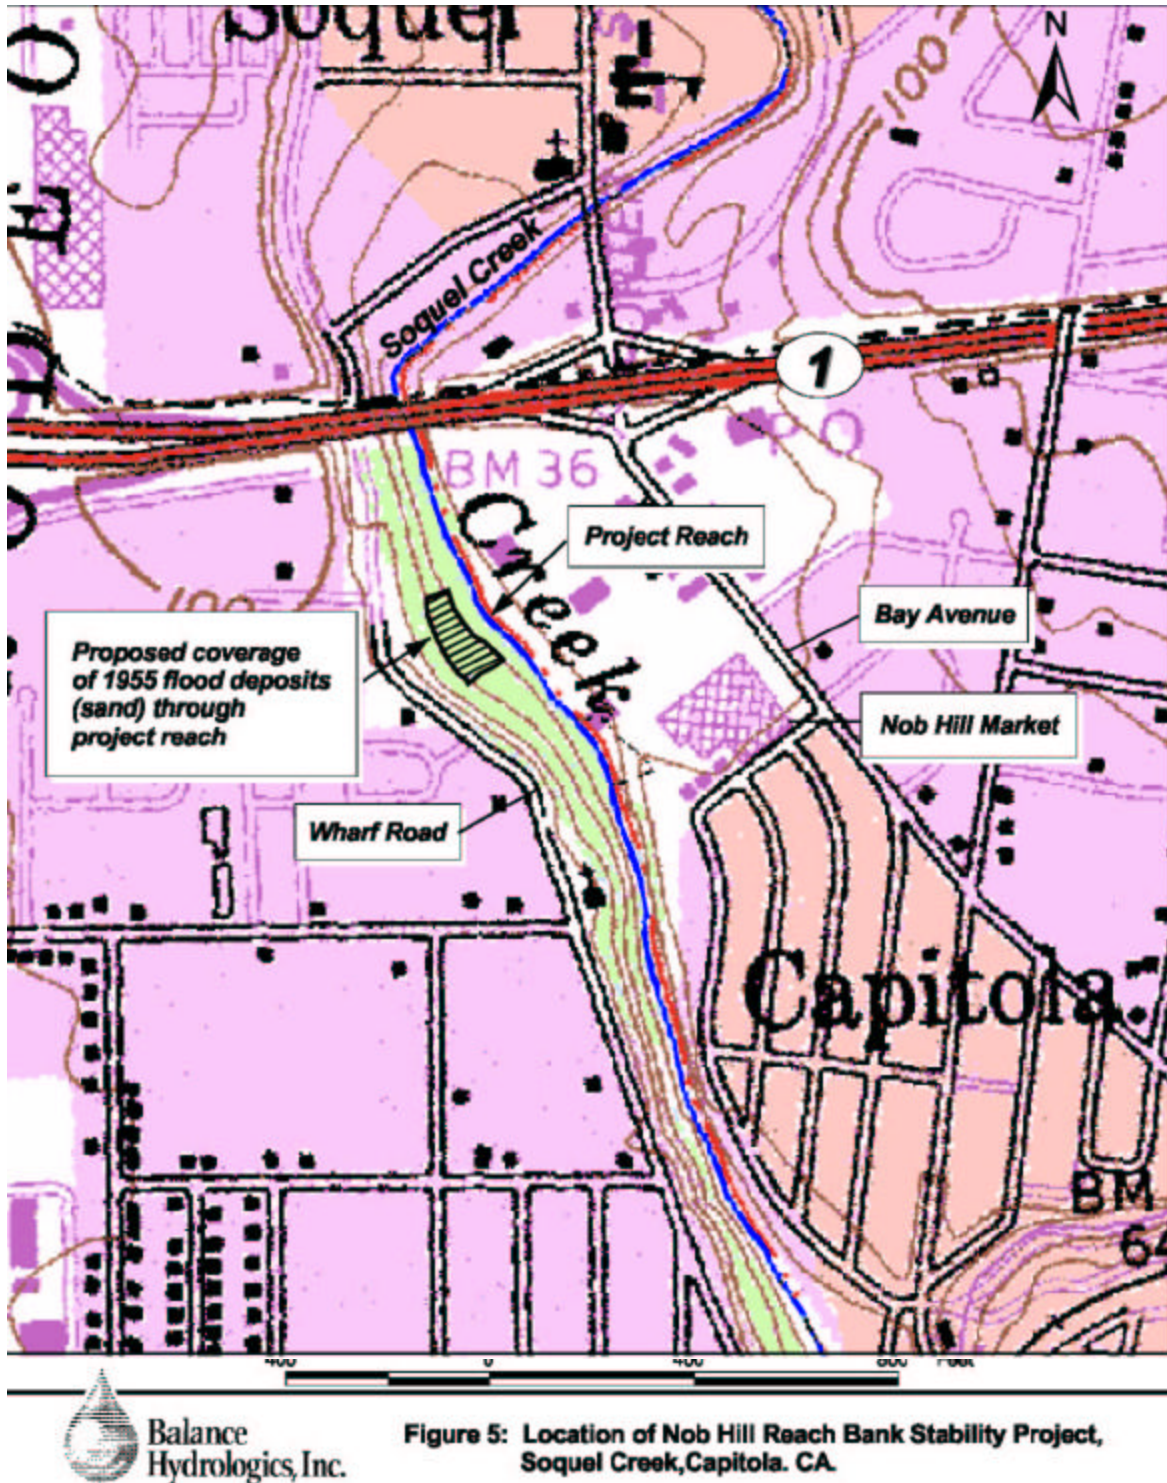 Soquel
N
O
100
E
Soquel Creek
1
BM 36
P O
Creek
Project Reach
100
Bay Avenue
Proposed coverage
of 1955 flood deposits
(sand) through
project reach
Nob Hill Market
Wharf Road
Capitola
BM
64
400 0 400 800 Feet
Balance
Hydrologics, Inc.
Figure 5: Location of Nob Hill Reach Bank Stability Project,
Soquel Creek,Capitola. CA.